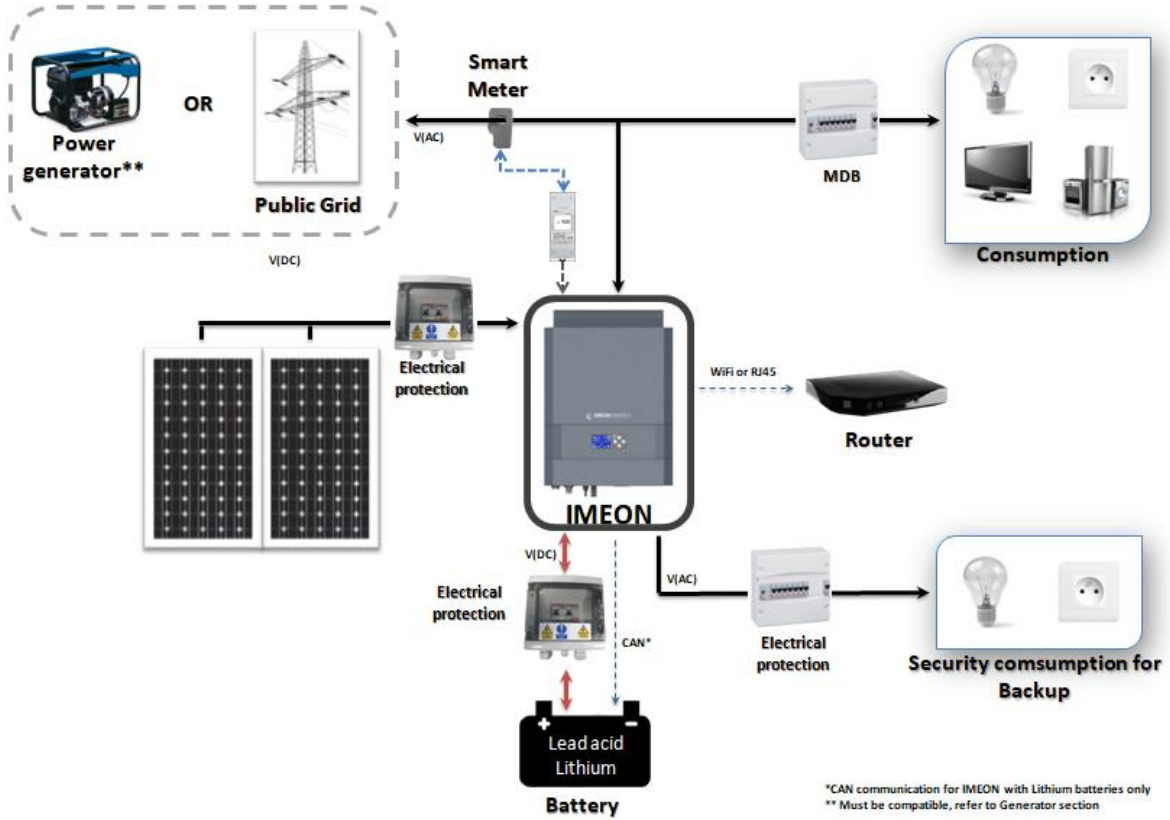 Smart
Meter
OR
Power
generator**
Public Grid
V(AC)
MDB
Consumption
V(DC)
Electrical
protection
WiFi or RJ45
Router
IMEON
V(DC)
Electrical
protection
CAN*
V(AC)
Electrical
protection
Security comsumption for
Backup
Lead acid
Lithium
Battery
*CAN communication for IMEON with Lithium batteries only
** Must be compatible, refer to Generator section